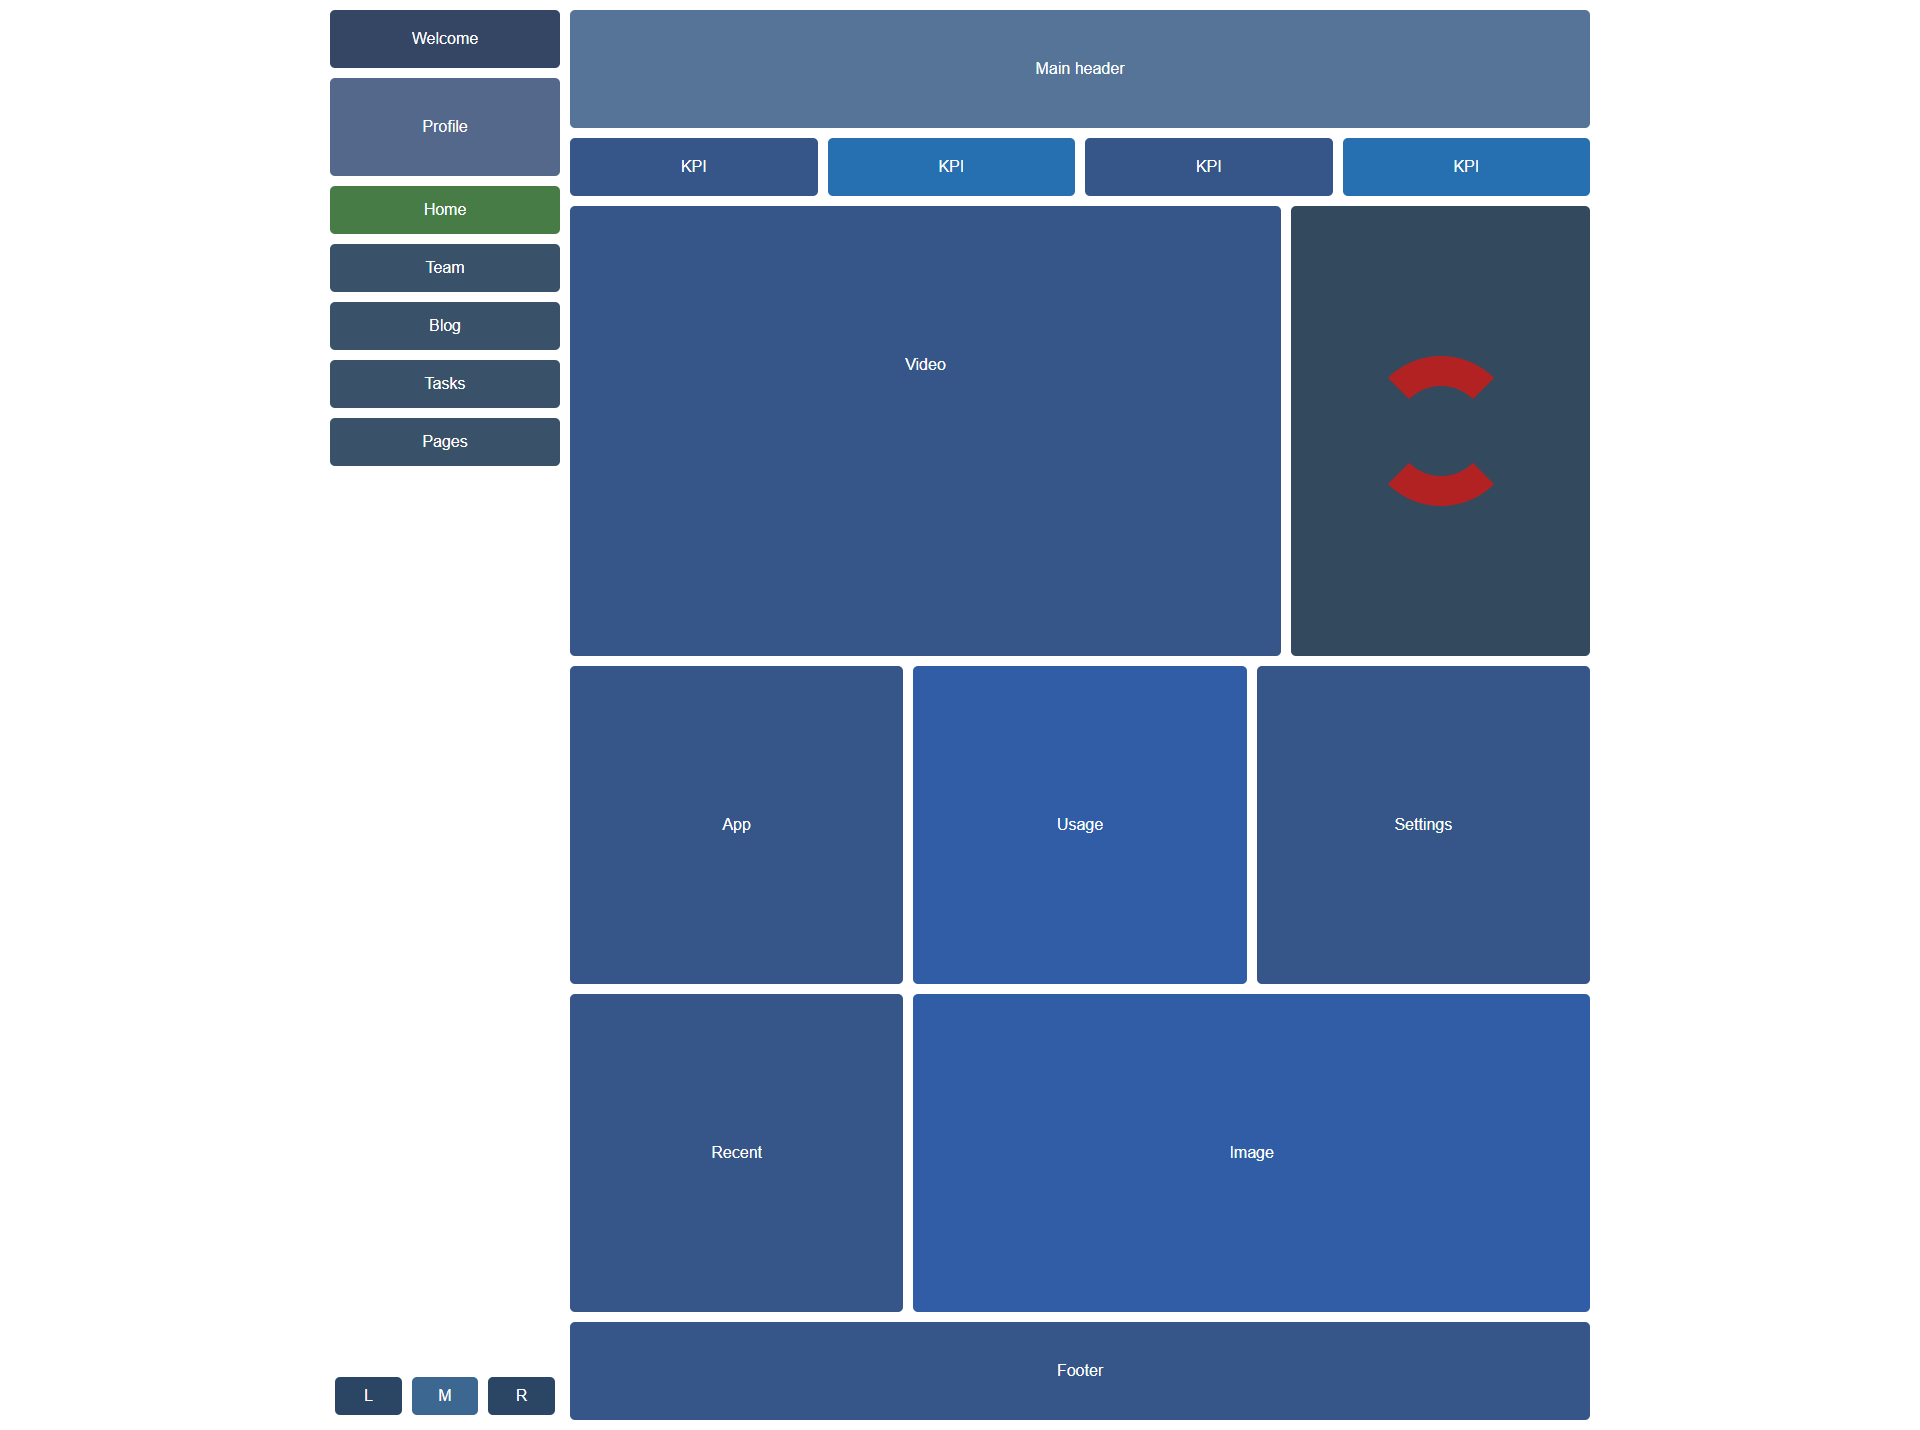 Welcome
Profile
Home
Team
Blog
Tasks
Pages
L
M
R
Main header
KPI
KPI
KPI
KPI
Video
App
Usage
Settings
Recent
Image
Footer